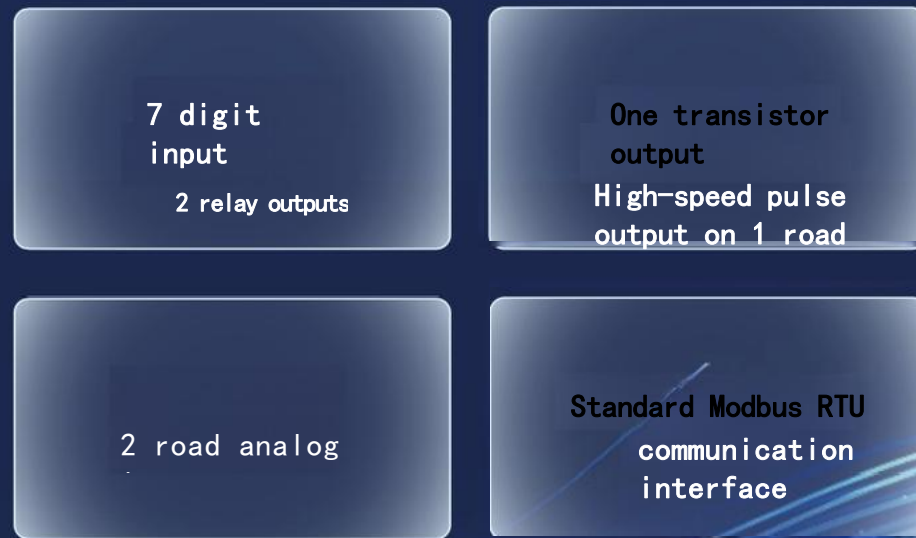 7 digit
input
2 relay outputs
One transistor
output
High-speed pulse
output on 1 road
2 road analog
Standard Modbus RTU
communication
interface